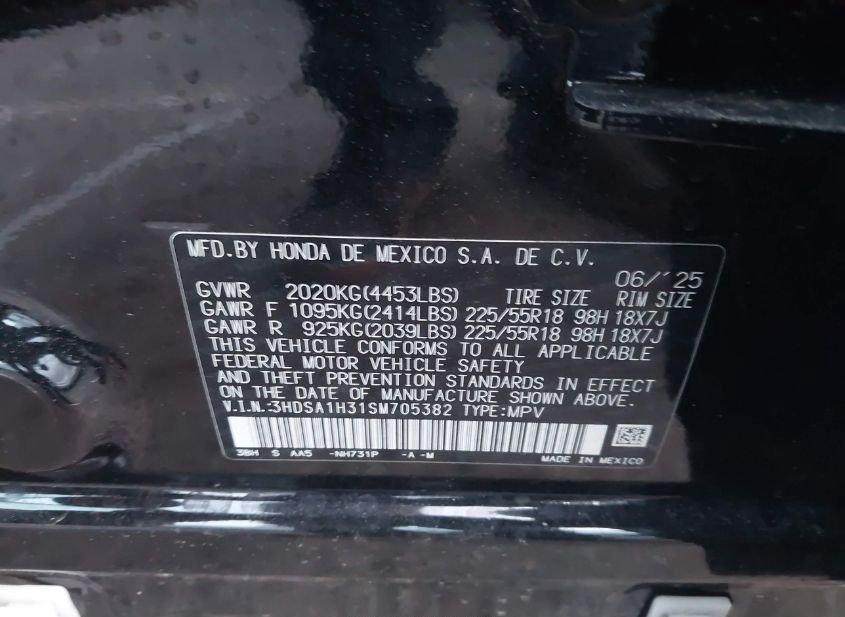 MFD.BY HONDA DE MEXICO S.A. DE C.V.
06/'25
GVWR 2020KG(4453LBS) TIRE SIZE RIM SIZE
GAWR F 1095KG(2414LBS) 225/55R18 98H 18X7J
GAWR R 925KG(2039LBS) 225/55R18 98H 18X7J
THIS VEHICLE CONFORMS TO ALL APPLICABLE
FEDERAL MOTOR VEHICLE SAFETY
AND THEFT PREVENTION STANDARDS IN EFFECT
ON THE DATE OF MANUFACTURE SHOWN ABOVE.
V.I.N.:3HDSA1H31SM705382 TYPE:MPV
3BH S AA5 -NH731P -A -M MADE IN MEXICO